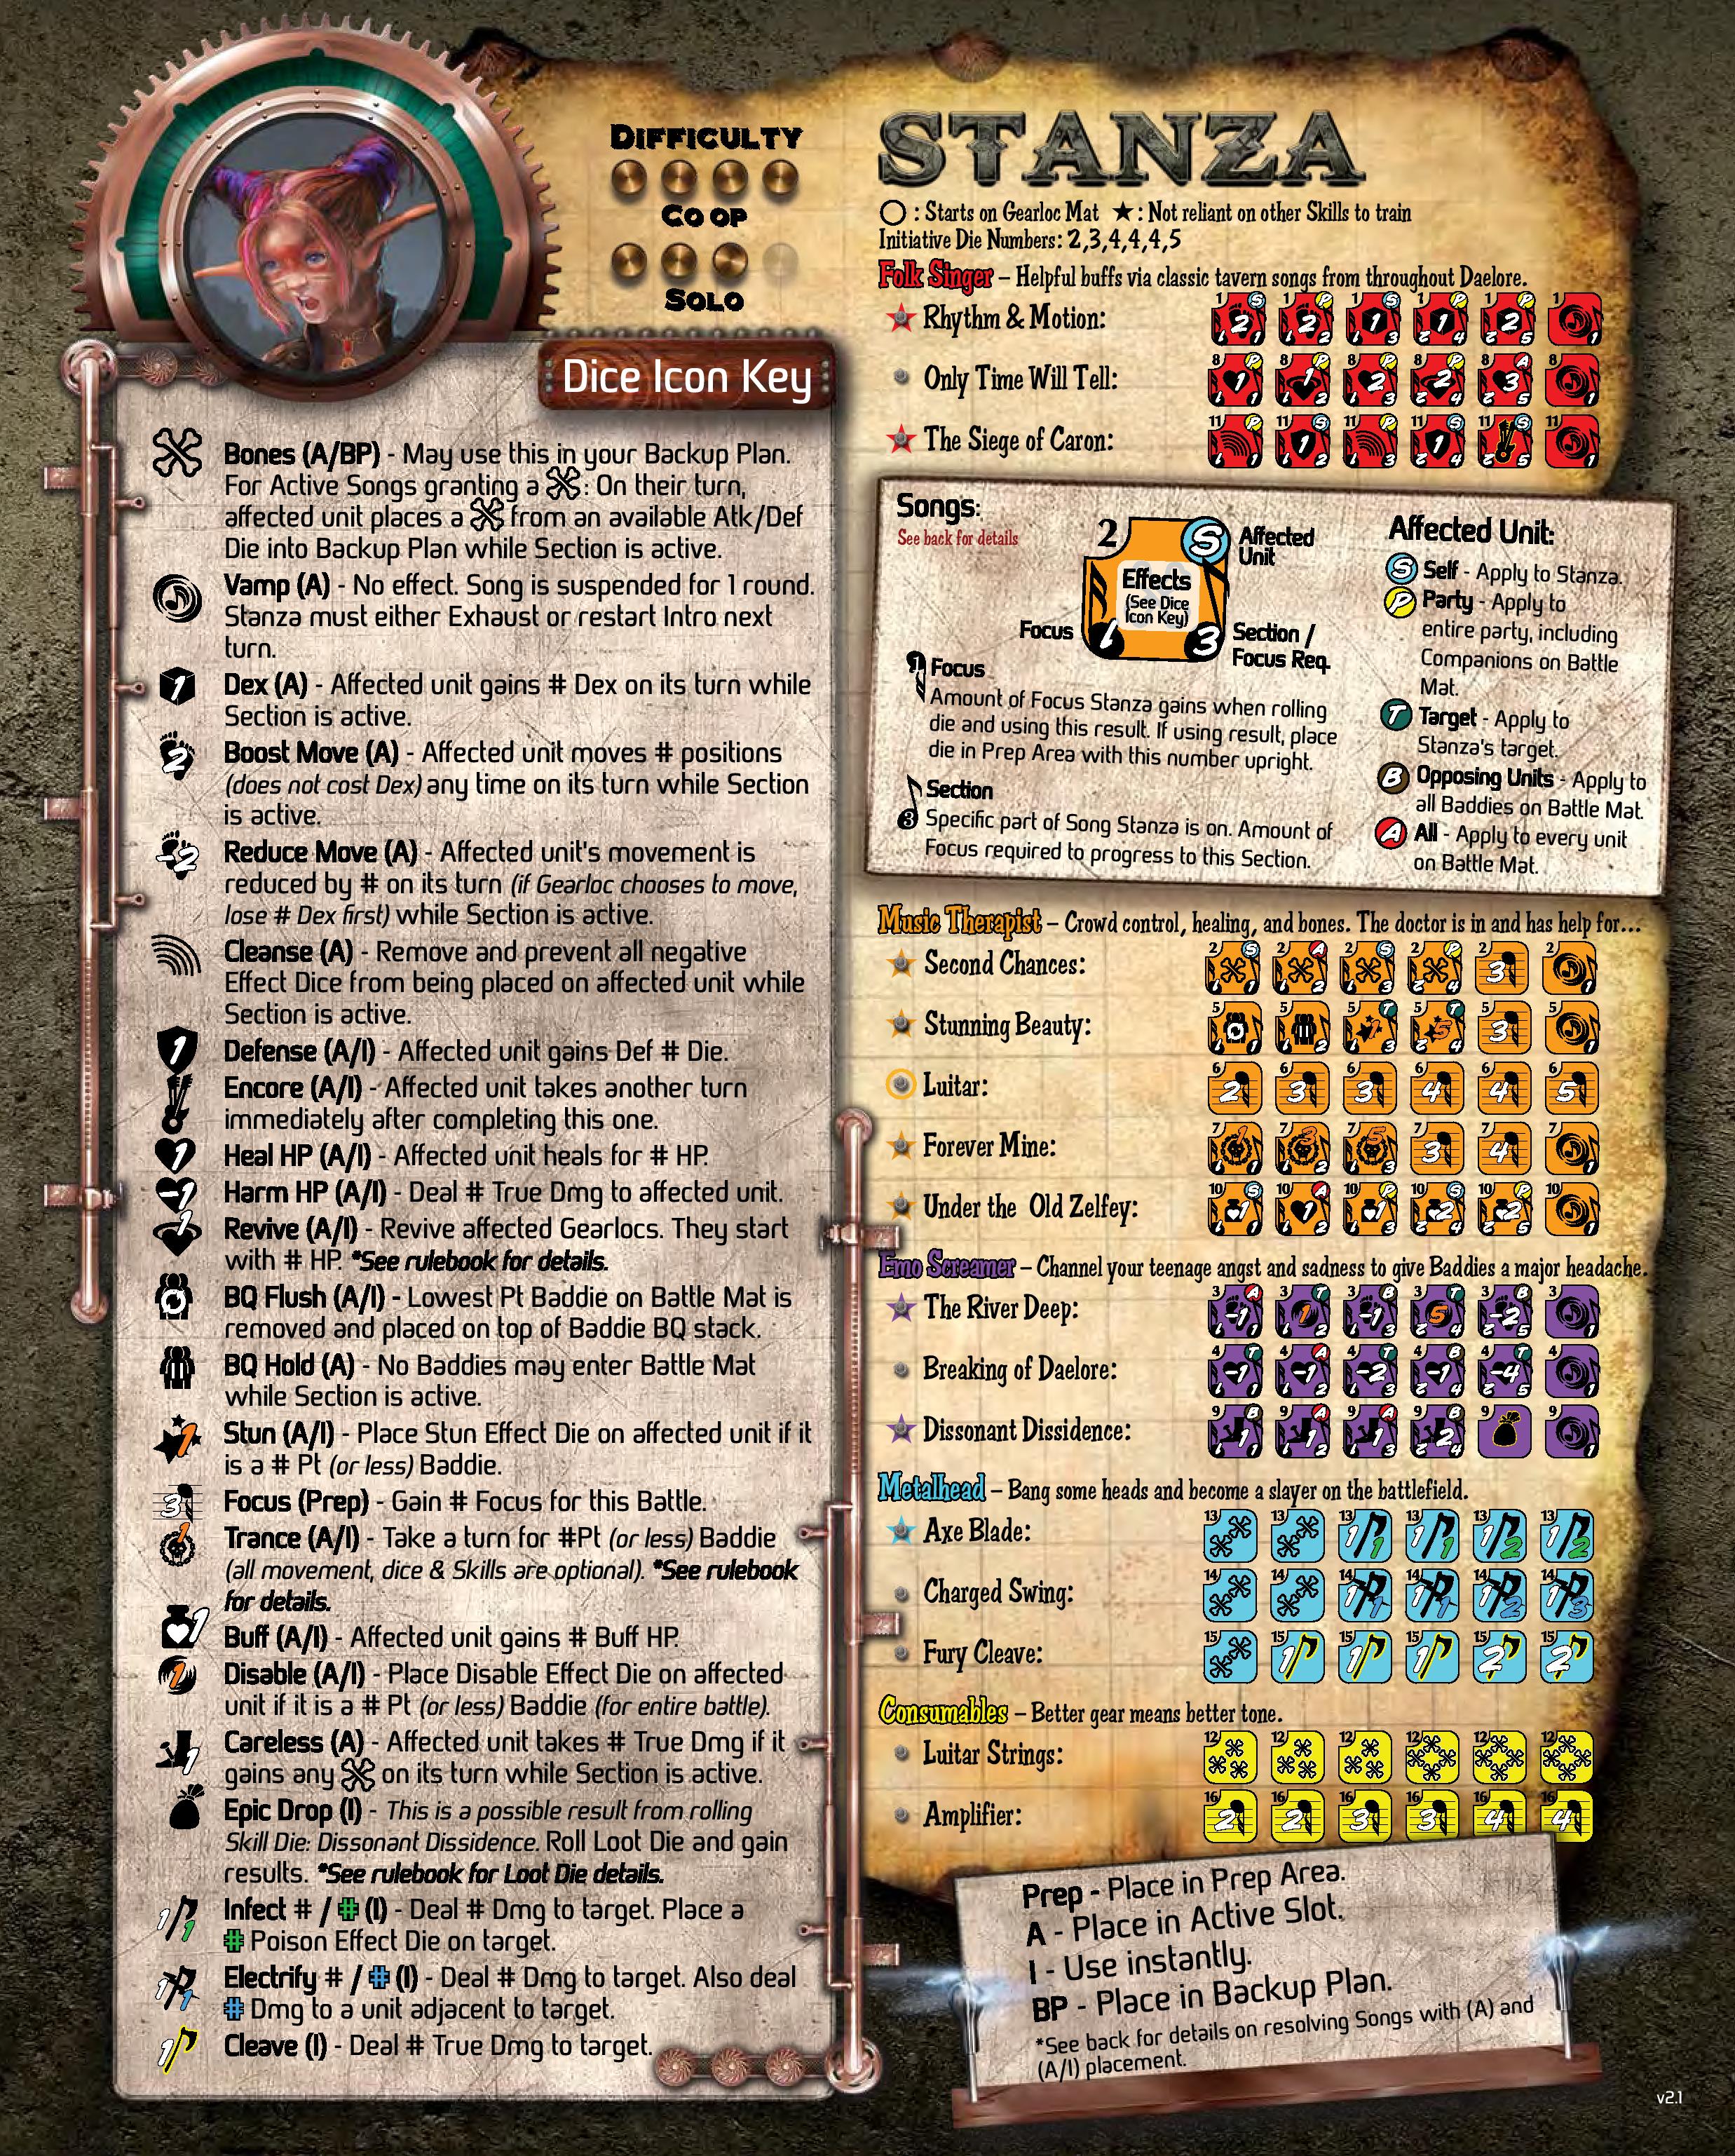 DIFFICULTY
CO OP
SOLO
Dice Icon Key
Bones (A/BP) - May use this in your Backup Plan.
For Active Songs granting a : On their turn,
affected unit places a from an available Atk/Def
Die into Backup Plan while Section is active.
Vamp (A) - No effect. Song is suspended for 1 round.
Stanza must either Exhaust or restart Intro next
turn.
1 Dex (A) - Affected unit gains # Dex on its turn while
Section is active.
2 Boost Move (A) - Affected unit moves # positions
(does not cost Dex) any time on its turn while Section
is active.
-2 Reduce Move (A) - Affected unit's movement is
reduced by # on its turn (if Gearloc chooses to move,
lose # Dex first) while Section is active.
Cleanse (A) - Remove and prevent all negative
Effect Dice from being placed on affected unit while
Section is active.
1 Defense (A/I) - Affected unit gains Def # Die.
Encore (A/I) - Affected unit takes another turn
immediately after completing this one.
1 Heal HP (A/I) - Affected unit heals for # HP.
-1 Harm HP (A/I) - Deal # True Dmg to affected unit.
1 Revive (A/I) - Revive affected Gearlocs. They start
with # HP. *See rulebook for details.
BQ Flush (A/I) - Lowest Pt Baddie on Battle Mat is
removed and placed on top of Baddie BQ stack.
BQ Hold (A) - No Baddies may enter Battle Mat
while Section is active.
1 Stun (A/I) - Place Stun Effect Die on affected unit if it
is a # Pt (or less) Baddie.
3 Focus (Prep) - Gain # Focus for this Battle.
1 Trance (A/I) - Take a turn for #Pt (or less) Baddie
(all movement, dice & Skills are optional). *See rulebook
for details.
1 Buff (A/I) - Affected unit gains # Buff HP.
1 Disable (A/I) - Place Disable Effect Die on affected
unit if it is a # Pt (or less) Baddie (for entire battle).
1 Careless (A) - Affected unit takes # True Dmg if it
gains any on its turn while Section is active.
Epic Drop (I) - This is a possible result from rolling
Skill Die: Dissonant Dissidence. Roll Loot Die and gain
results. *See rulebook for Loot Die details.
1 1 Infect # / # (I) - Deal # Dmg to target. Place a
# Poison Effect Die on target.
1 1 Electrify # / # (I) - Deal # Dmg to target. Also deal
# Dmg to a unit adjacent to target.
1 Cleave (I) - Deal # True Dmg to target.
STANZA
: Starts on Gearloc Mat ★ : Not reliant on other Skills to train
Initiative Die Numbers: 2,3,4,4,4,5
Folk Singer – Helpful buffs via classic tavern songs from throughout Daelore.
Rhythm & Motion:
Only Time Will Tell:
The Siege of Caron:
Songs:
See back for details
2
S
Affected
Unit
Effects
(See Dice
Icon Key)
Focus
1
3
Section /
Focus Req.
1 Focus
Amount of Focus Stanza gains when rolling
die and using this result. If using result, place
die in Prep Area with this number upright.
Section
3 Specific part of Song Stanza is on. Amount of
Focus required to progress to this Section.
Affected Unit:
S Self - Apply to Stanza.
P Party - Apply to
entire party, including
Companions on Battle
Mat.
T Target - Apply to
Stanza's target.
B Opposing Units - Apply to
all Baddies on Battle Mat.
A All - Apply to every unit
on Battle Mat.
Music Therapist – Crowd control, healing, and bones. The doctor is in and has help for...
Second Chances:
Stunning Beauty:
Luitar:
Forever Mine:
Under the Old Zelfey:
Emo Screamer – Channel your teenage angst and sadness to give Baddies a major headache.
The River Deep:
Breaking of Daelore:
Dissonant Dissidence:
Metalhead – Bang some heads and become a slayer on the battlefield.
Axe Blade:
Charged Swing:
Fury Cleave:
Consumables – Better gear means better tone.
Luitar Strings:
Amplifier:
Prep - Place in Prep Area.
A - Place in Active Slot.
I - Use instantly.
BP - Place in Backup Plan.
*See back for details on resolving Songs with (A) and
(A/I) placement.
v2.1